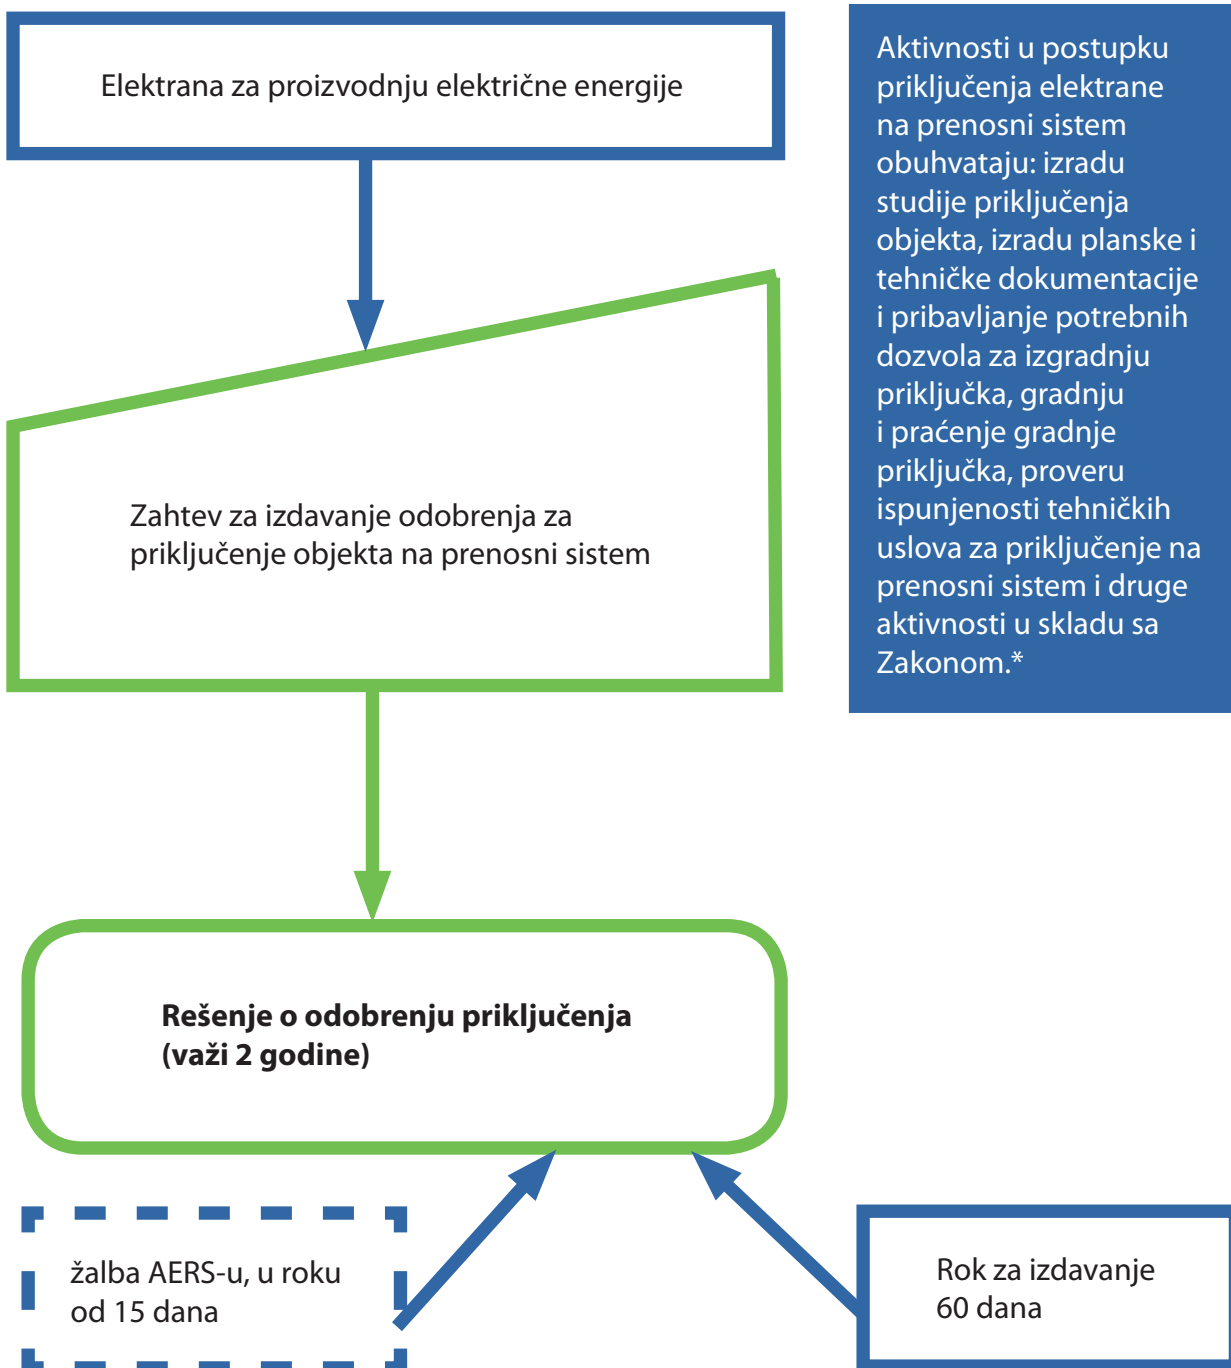 Elektrana za proizvodnju električne energije
Aktivnosti u postupku
priključenja elektrane
na prenosni sistem
obuhvataju: izradu
studije priključenja
objekta, izradu planske i
tehničke dokumentacije
i pribavljanje potrebnih
dozvola za izgradnju
priključka, gradnju
i praćenje gradnje
priključka, proveru
ispunjenosti tehničkih
uslova za priključenje na
prenosni sistem i druge
aktivnosti u skladu sa
Zakonom.*
Zahtev za izdavanje odobrenja za
priključenje objekta na prenosni sistem
Rešenje o odobrenju priključenja
(važi 2 godine)
žalba AERS-u, u roku
od 15 dana
Rok za izdavanje
60 dana